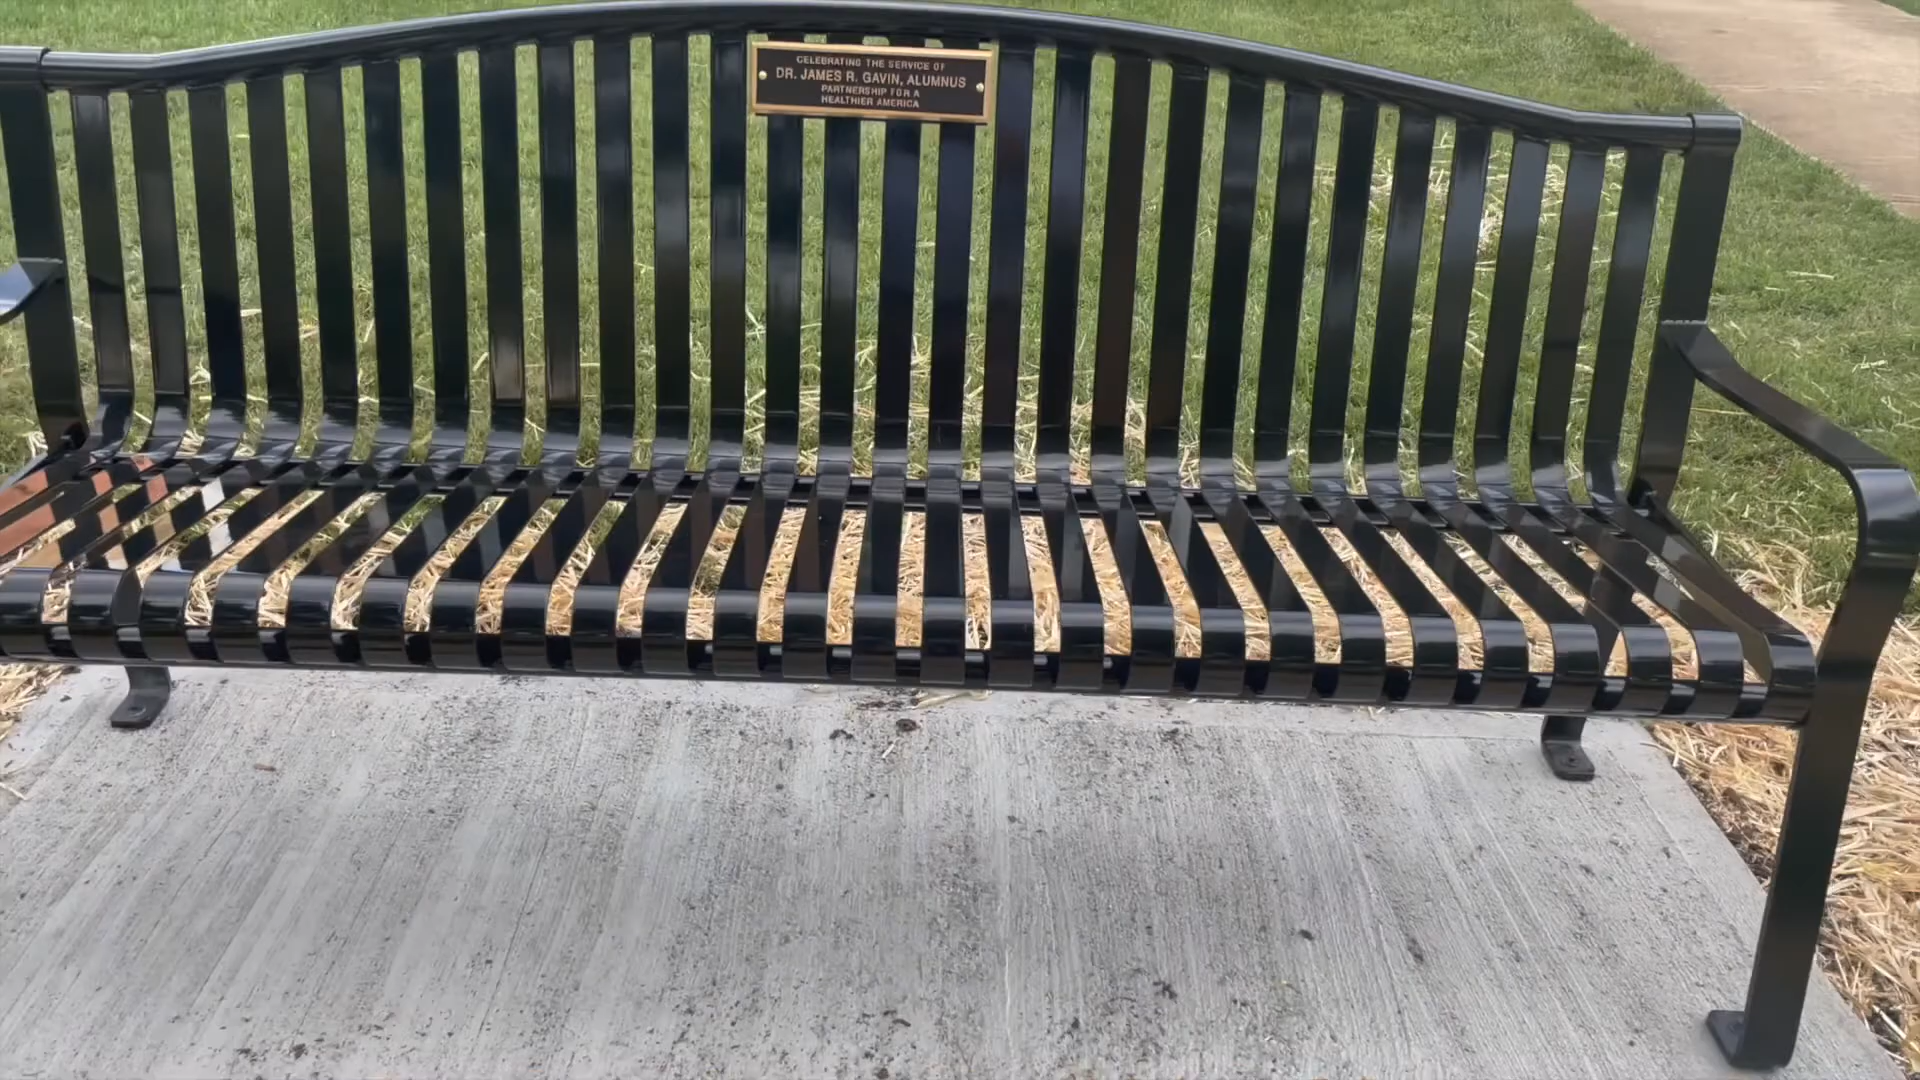 CELEBRATING THE SERVICE OF
DR. JAMES R. GAVIN, ALUMNUS
PARTNERSHIP FOR A
HEALTHIER AMERICA